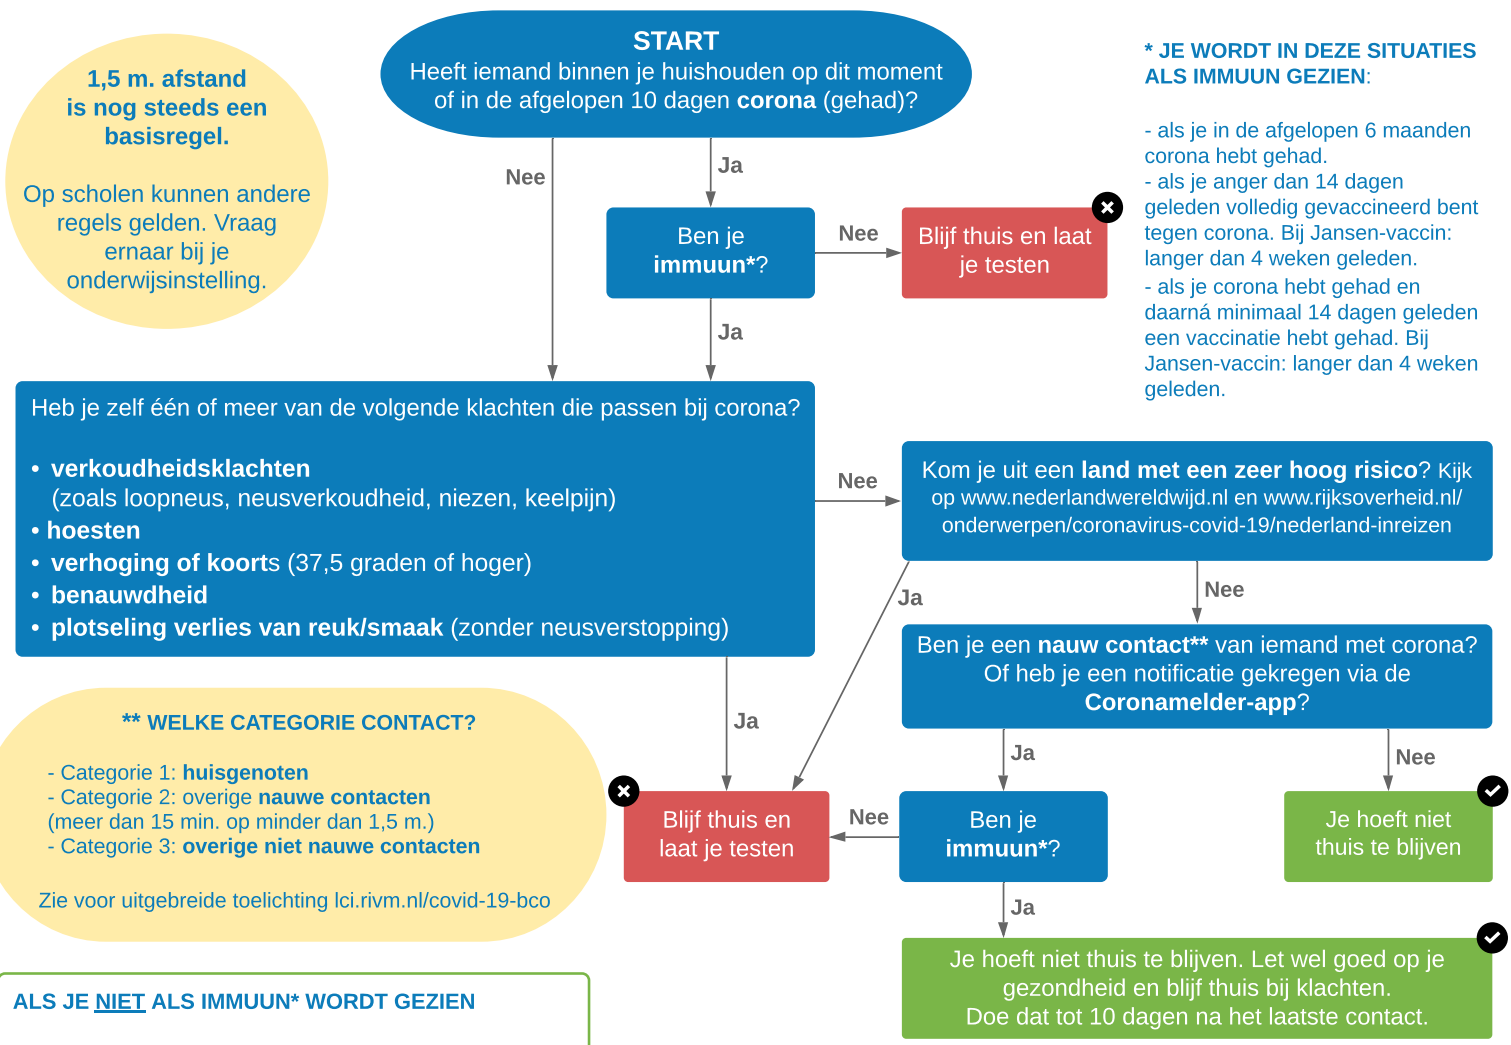 1,5 m. afstand
is nog steeds een
basisregel.
Op scholen kunnen andere
regels gelden. Vraag
ernaar bij je
onderwijsinstelling.
START
Heeft iemand binnen je huishouden op dit moment
of in de afgelopen 10 dagen corona (gehad)?
* JE WORDT IN DEZE SITUATIES
ALS IMMUUN GEZIEN:
- als je in de afgelopen 6 maanden
corona hebt gehad.
- als je anger dan 14 dagen
geleden volledig gevaccineerd bent
tegen corona. Bij Jansen-vaccin:
langer dan 4 weken geleden.
- als je corona hebt gehad en
daarná minimaal 14 dagen geleden
een vaccinatie hebt gehad. Bij
Jansen-vaccin: langer dan 4 weken
geleden.
Nee
Ja
Ben je
immuun*?
Nee
Blijf thuis en laat
je testen
Ja
Heb je zelf één of meer van de volgende klachten die passen bij corona?
• verkoudheidsklachten
(zoals loopneus, neusverkoudheid, niezen, keelpijn)
• hoesten
• verhoging of koorts (37,5 graden of hoger)
• benauwdheid
• plotseling verlies van reuk/smaak (zonder neusverstopping)
Nee
Kom je uit een land met een zeer hoog risico? Kijk
op www.nederlandwereldwijd.nl en www.rijksoverheid.nl/
onderwerpen/coronavirus-covid-19/nederland-inreizen
Ja
Nee
Ben je een nauw contact** van iemand met corona?
Of heb je een notificatie gekregen via de
Coronamelder-app?
Ja
Ja
Nee
** WELKE CATEGORIE CONTACT?
- Categorie 1: huisgenoten
- Categorie 2: overige nauwe contacten
(meer dan 15 min. op minder dan 1,5 m.)
- Categorie 3: overige niet nauwe contacten
Zie voor uitgebreide toelichting lci.rivm.nl/covid-19-bco
Blijf thuis en
laat je testen
Nee
Ben je
immuun*?
Je hoeft niet
thuis te blijven
Ja
Je hoeft niet thuis te blijven. Let wel goed op je
gezondheid en blijf thuis bij klachten.
Doe dat tot 10 dagen na het laatste contact.
ALS JE NIET ALS IMMUUN* WORDT GEZIEN